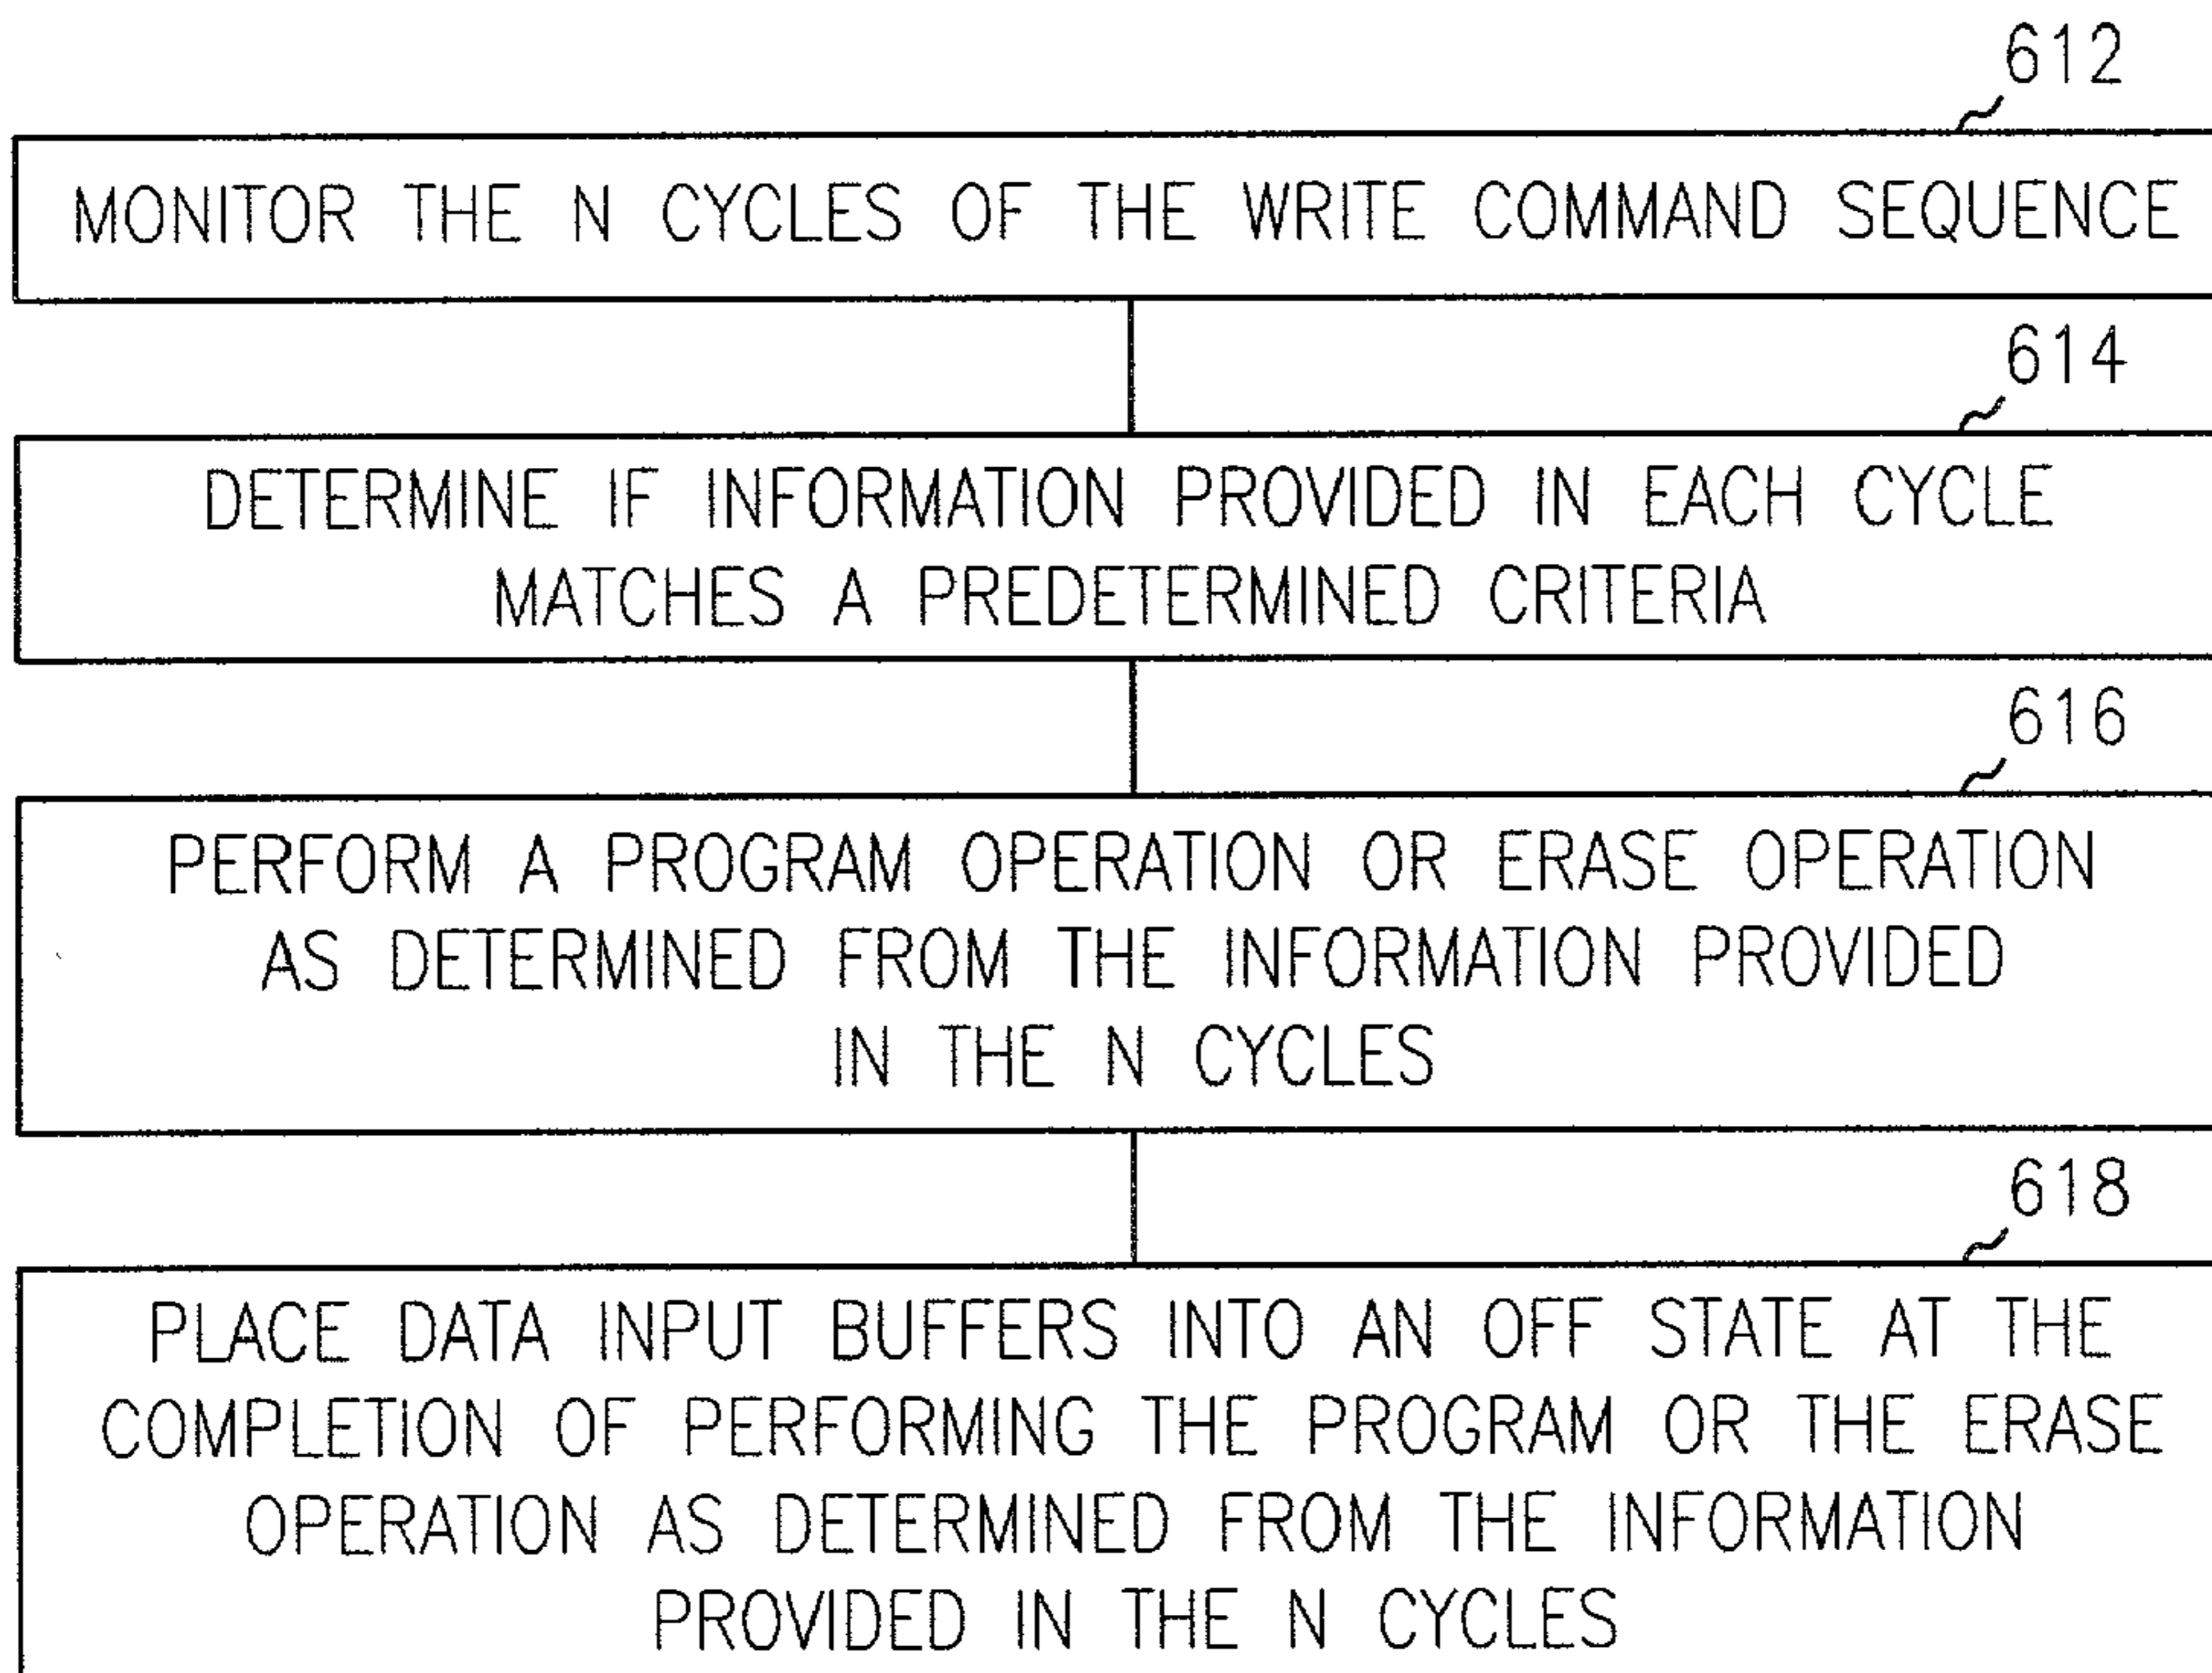 612
MONITOR THE N CYCLES OF THE WRITE COMMAND SEQUENCE
614
DETERMINE IF INFORMATION PROVIDED IN EACH CYCLE
MATCHES A PREDETERMINED CRITERIA
616
PERFORM A PROGRAM OPERATION OR ERASE OPERATION
AS DETERMINED FROM THE INFORMATION PROVIDED
IN THE N CYCLES
618
PLACE DATA INPUT BUFFERS INTO AN OFF STATE AT THE
COMPLETION OF PERFORMING THE PROGRAM OR THE ERASE
OPERATION AS DETERMINED FROM THE INFORMATION
PROVIDED IN THE N CYCLES